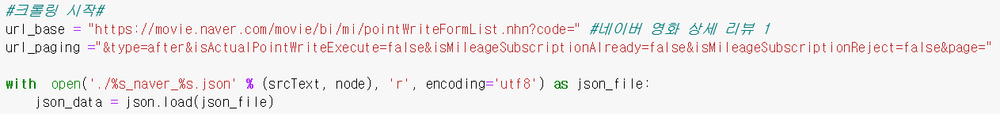 #크롤링 시작#
url_base = "https://movie.naver.com/movie/bi/mi/pointWriteFormList.nhn?code=" #네이버 영화 상세 리뷰 1
url_paging ="&type=after&isActualPointWriteExecute=false&isMileageSubscriptionAlready=false&isMileageSubscriptionReject=false&page="
with  open('./%s_naver_%s.json' % (srcText, node), 'r', encoding='utf8') as json_file:
    json_data = json.load(json_file)